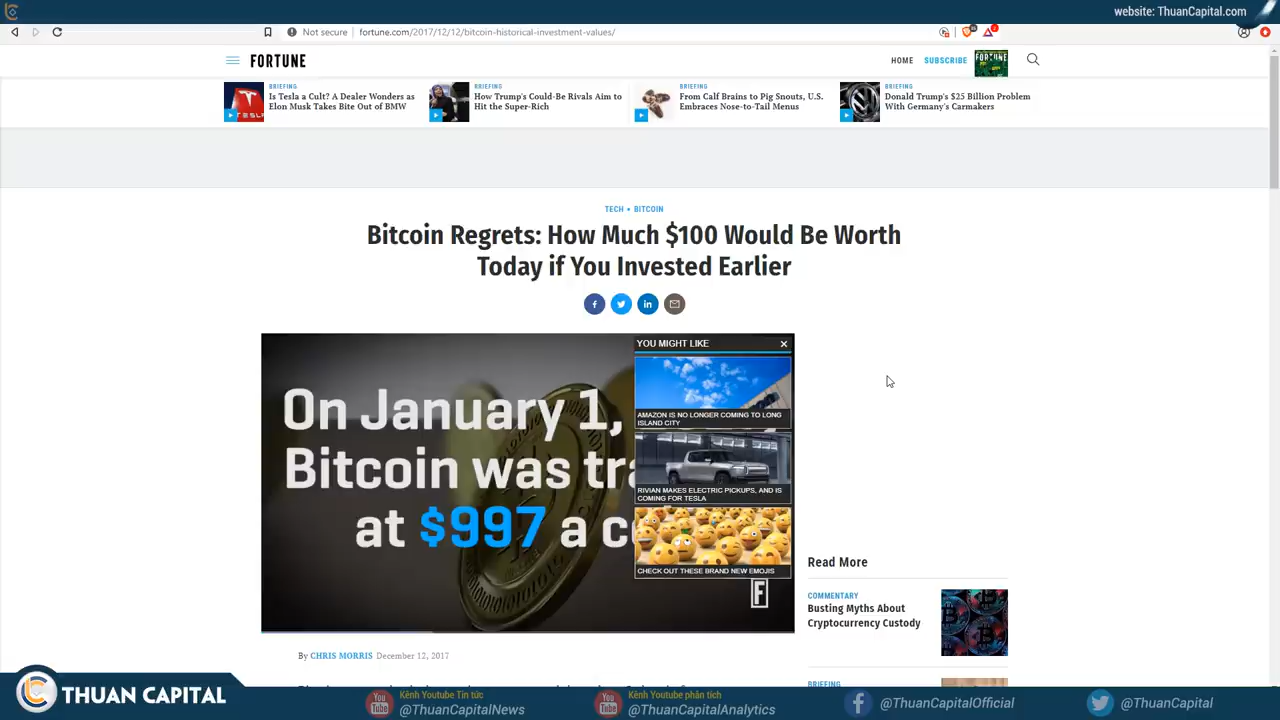 website: ThuanCapital.com
Not secure
fortune.com/2017/12/12/bitcoin-historical-investment-values/
FORTUNE
HOME
SUBSCRIBE
FORTUNE
BRIEFING
Is Tesla a Cult? A Dealer Wonders as
Elon Musk Takes Bite Out of BMW
BRIEFING
How Trump's Could-Be Rivals Aim to
Hit the Super-Rich
BRIEFING
From Calf Brains to Pig Snouts, U.S.
Embraces Nose-to-Tail Menus
BRIEFING
Donald Trump's $25 Billion Problem
With Germany's Carmakers
TECH • BITCOIN
Bitcoin Regrets: How Much $100 Would Be Worth
Today if You Invested Earlier
On January 1,
Bitcoin was tra
at $997 a co
YOU MIGHT LIKE
AMAZON IS NO LONGER COMING TO LONG
ISLAND CITY
RIVIAN MAKES ELECTRIC PICKUPS, AND IS
COMING FOR TESLA
CHECK OUT THESE BRAND NEW EMOJIS
F
By CHRIS MORRIS December 12, 2017
Read More
COMMENTARY
Busting Myths About
Cryptocurrency Custody
BRIEFING
THUAN CAPITAL
Kênh Youtube Tin tức
@ThuanCapitalNews
Kênh Youtube phân tích
@ThuanCapitalAnalytics
@ThuanCapitalOfficial
@ThuanCapital